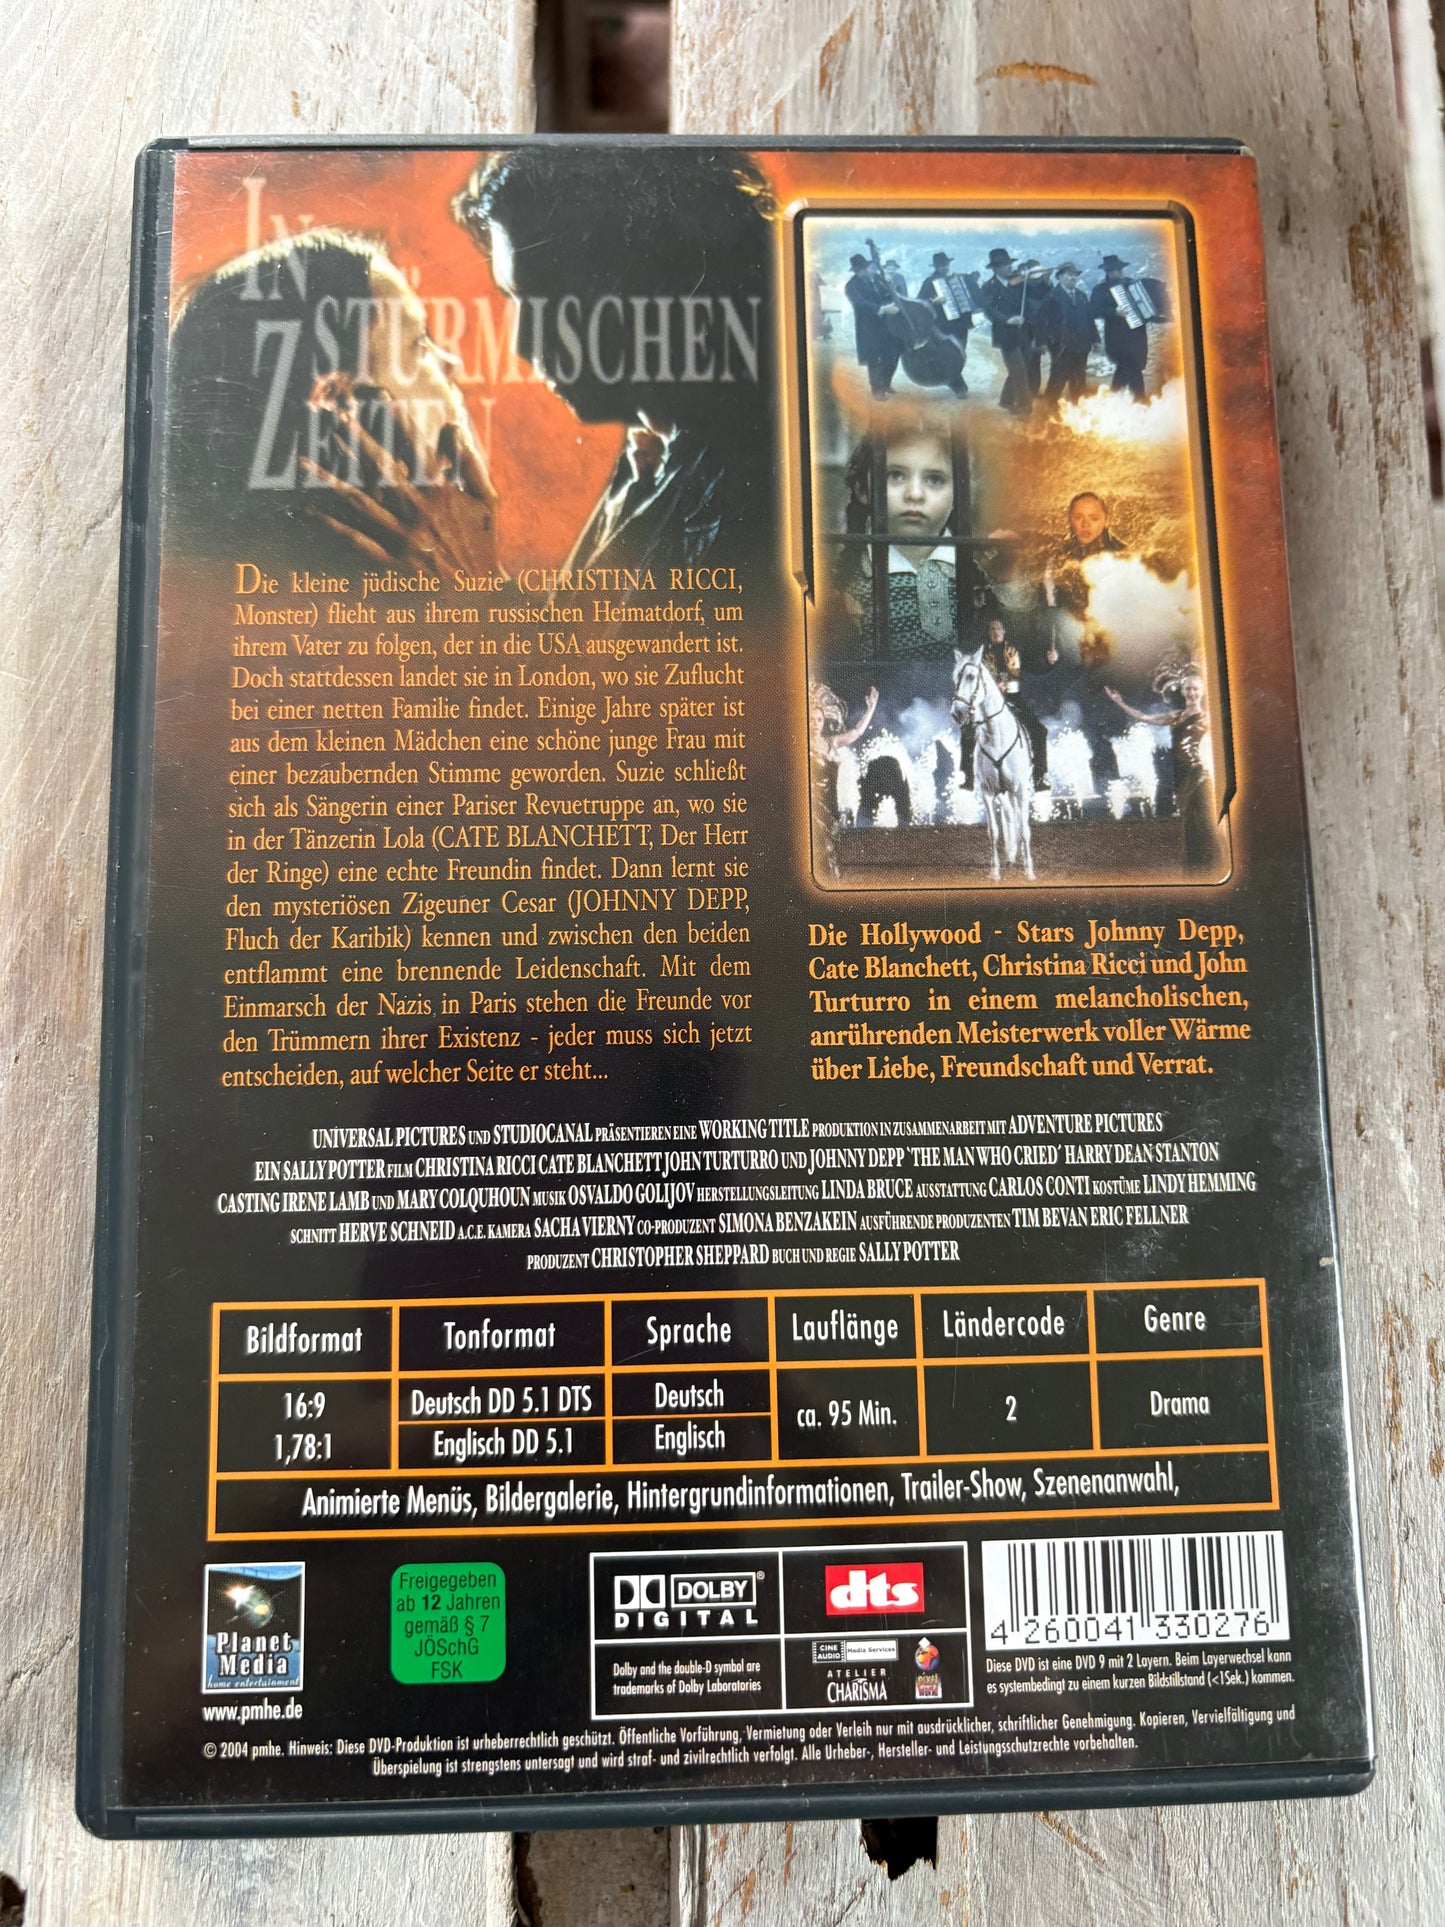 IN
STÜRMISCHEN
ZEITEN
Die kleine jüdische Suzie (CHRISTINA RICCI,
Monster) flieht aus ihrem russischen Heimatdorf, um
ihrem Vater zu folgen, der in die USA ausgewandert ist.
Doch stattdessen landet sie in London, wo sie Zuflucht
bei einer netten Familie findet. Einige Jahre später ist
aus dem kleinen Mädchen eine schöne junge Frau mit
einer bezaubernden Stimme geworden. Suzie schließt
sich als Sängerin einer Pariser Revuetruppe an, wo sie
in der Tänzerin Lola (CATE BLANCHETT, Der Herr
der Ringe) eine echte Freundin findet. Dann lernt sie
den mysteriösen Zigeuner Cesar (JOHNNY DEPP,
Fluch der Karibik) kennen und zwischen den beiden
entflammt eine brennende Leidenschaft. Mit dem
Einmarsch der Nazis in Paris stehen die Freunde vor
den Trümmern ihrer Existenz - jeder muss sich jetzt
entscheiden, auf welcher Seite er steht...
Die Hollywood - Stars Johnny Depp,
Cate Blanchett, Christina Ricci und John
Turturro in einem melancholischen,
anrührenden Meisterwerk voller Wärme
über Liebe, Freundschaft und Verrat.
UNIVERSAL PICTURES UND STUDIOCANAL PRÄSENTIEREN EINE WORKING TITLE PRODUKTION IN ZUSAMMENARBEIT MIT ADVENTURE PICTURES
EIN SALLY POTTER FILM CHRISTINA RICCI CATE BLANCHETT JOHN TURTURRO UND JOHNNY DEPP 'THE MAN WHO CRIED' HARRY DEAN STANTON
CASTING IRENE LAMB UND MARY COLQUHOUN MUSIK OSVALDO GOLIJOV HERSTELLUNGSLEITUNG LINDA BRUCE AUSSTATTUNG CARLOS CONTI KOSTÜME LINDY HEMMING
SCHNITT HERVE SCHNEID A.C.E. KAMERA SACHA VIERNY CO-PRODUZENT SIMONA BENZAKEIN AUSFÜHRENDE PRODUZENTEN TIM BEVAN ERIC FELLNER
PRODUZENT CHRISTOPHER SHEPPARD BUCH UND REGIE SALLY POTTER
Bildformat Tonformat Sprache Lauflänge Ländercode Genre
16:9 Deutsch DD 5.1 DTS Deutsch ca. 95 Min. 2 Drama
1,78:1 Englisch DD 5.1 Englisch
Animierte Menüs, Bildergalerie, Hintergrundinformationen, Trailer-Show, Szenenanwahl,
Planet
Media
home entertainment
www.pmhe.de
Freigegeben
ab 12 Jahren
gemäß § 7
JÖSchG
FSK
DOLBY®
DIGITAL
Dolby and the double-D symbol are
trademarks of Dolby Laboratories
dts
CINE
AUDIO
Media Services
ATELIER
CHARISMA
4 260041 330276
Diese DVD ist eine DVD 9 mit 2 Layern. Beim Layerwechsel kann
es systembedingt zu einem kurzen Bildstillstand (<1Sek.) kommen.
© 2004 pmhe. Hinweis: Diese DVD-Produktion ist urheberrechtlich geschützt. Öffentliche Vorführung, Vermietung oder Verleih nur mit ausdrücklicher, schriftlicher Genehmigung. Kopieren, Vervielfältigung und
Überspielung ist strengstens untersagt und wird straf- und zivilrechtlich verfolgt. Alle Urheber-, Hersteller- und Leistungsschutzrechte vorbehalten.